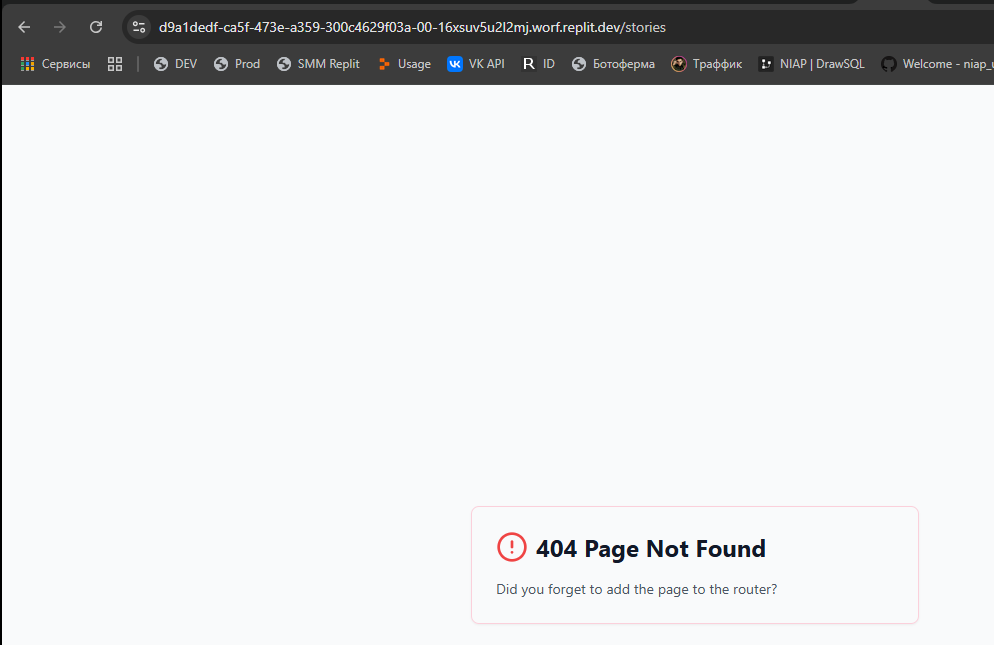 d9a1dedf-ca5f-473e-a359-300c4629f03a-00-16xsuv5u2l2mj.worf.replit.dev/stories
Сервисы DEV Prod SMM Replit Usage VK API ID Ботоферма Траффик NIAP | DrawSQL Welcome - niap_u
404 Page Not Found
Did you forget to add the page to the router?